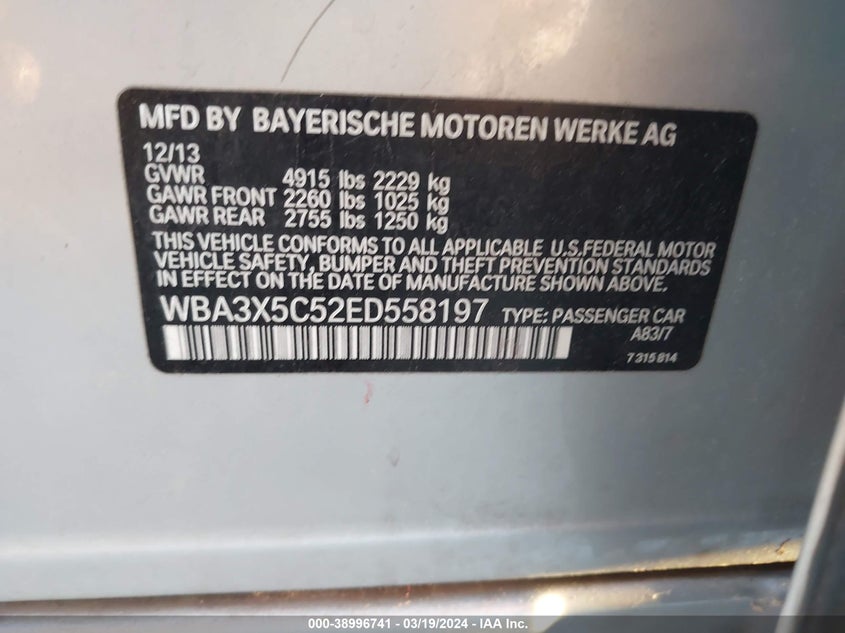 MFD BY BAYERISCHE MOTOREN WERKE AG
12/13
GVWR 4915 lbs 2229 kg
GAWR FRONT 2260 lbs 1025 kg
GAWR REAR 2755 lbs 1250 kg
THIS VEHICLE CONFORMS TO ALL APPLICABLE U.S.FEDERAL MOTOR
VEHICLE SAFETY, BUMPER AND THEFT PREVENTION STANDARDS
IN EFFECT ON THE DATE OF MANUFACTURE SHOWN ABOVE.
WBA3X5C52ED558197 TYPE: PASSENGER CAR
A83/7
7315814
000-38996741 - 03/19/2024 - IAA Inc.